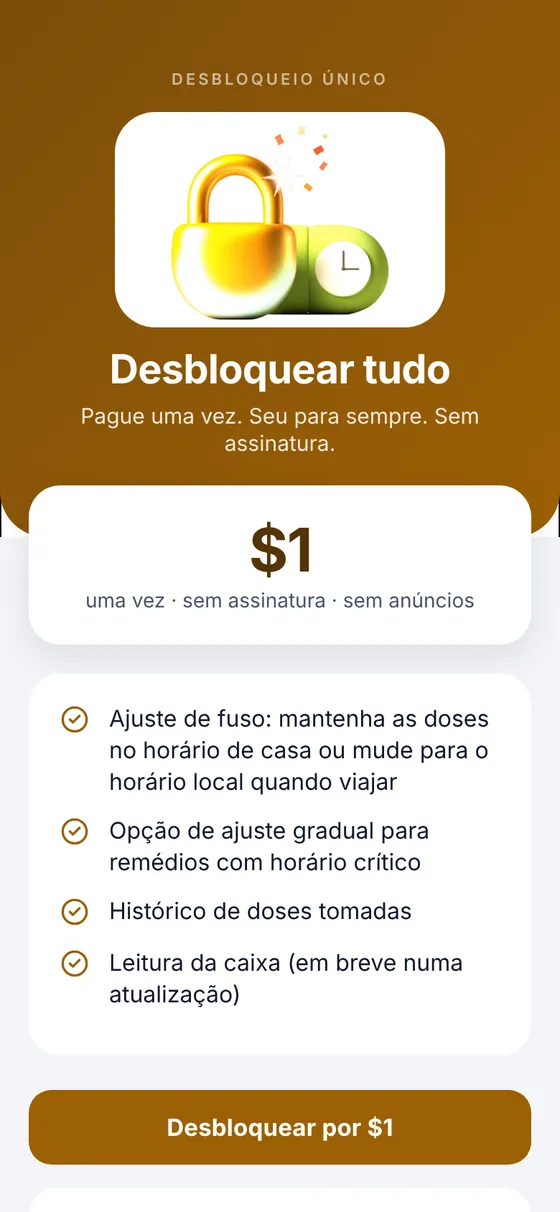 DESBLOQUEIO ÚNICO
Desbloquear tudo
Pague uma vez. Seu para sempre. Sem
assinatura.
$1
uma vez · sem assinatura · sem anúncios
Ajuste de fuso: mantenha as doses
no horário de casa ou mude para o
horário local quando viajar
Opção de ajuste gradual para
remédios com horário crítico
Histórico de doses tomadas
Leitura da caixa (em breve numa
atualização)
Desbloquear por $1